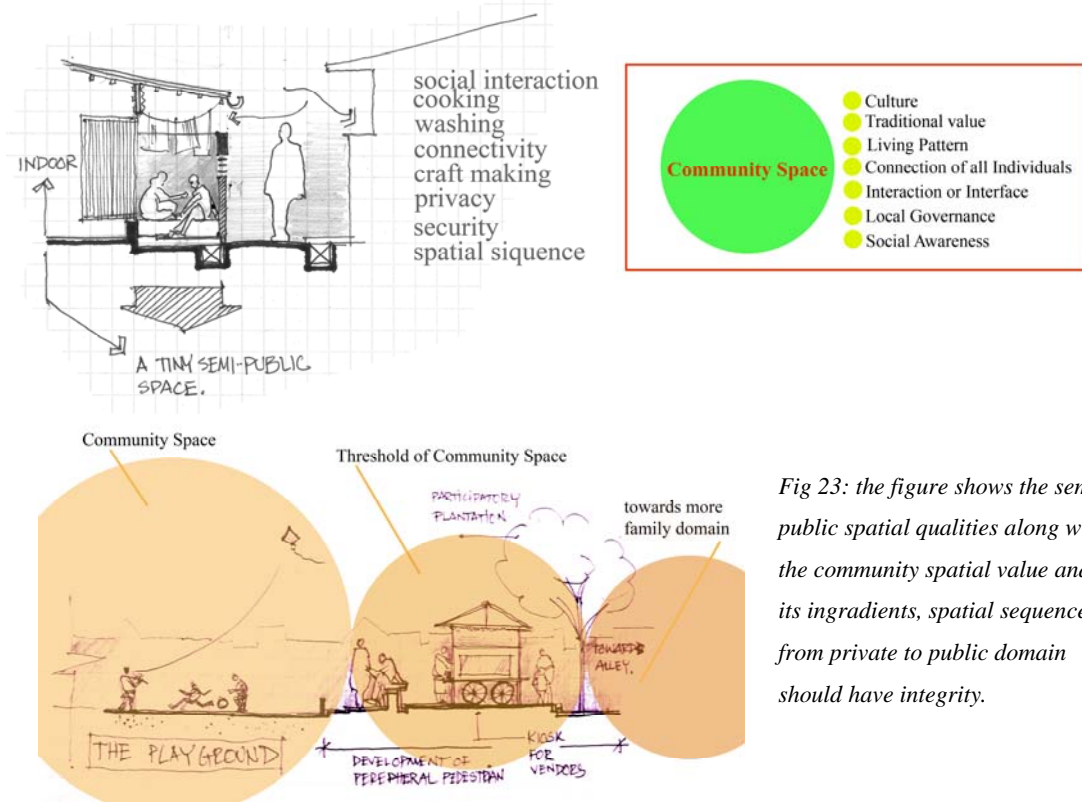 social interaction
cooking
washing
connectivity
craft making
privacy
security
spatial siquence
INDOOR
A TINY SEMI-PUBLIC
SPACE.
Community Space
Culture
Traditional value
Living Pattern
Connection of all Individuals
Interaction or Interface
Local Governance
Social Awareness
Community Space
Threshold of Community Space
towards more
family domain
PARTICIPATORY
PLANTATION
TOWARDS
ALLEY.
THE PLAYGROUND
DEVELOPMENT OF
PEREPHERAL PEDESTRIAN
KIOSK
FOR
VENDORS
Fig 23: the figure shows the
public spatial qualities along
the community spatial value and
its ingradients, spatial sequence
from private to public domain
should have integrity.